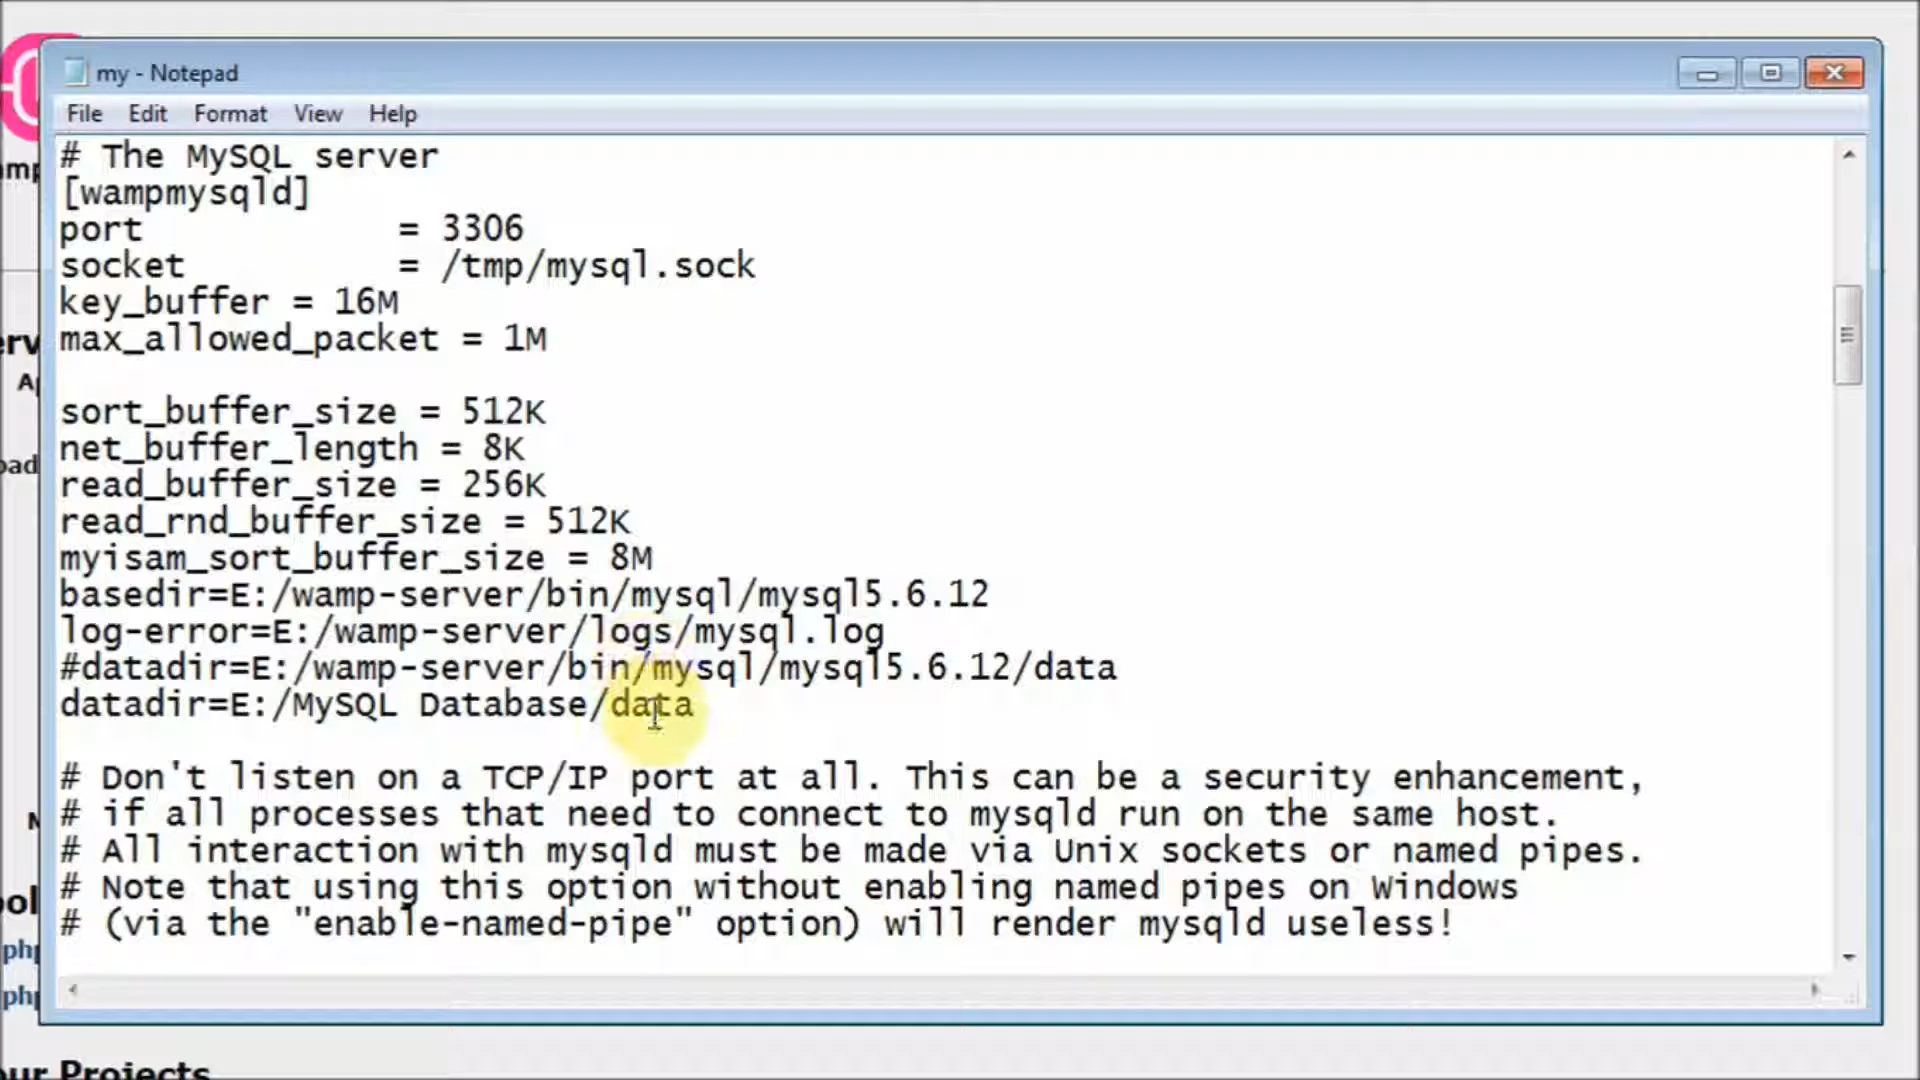 my - Notepad
File Edit Format View Help
# The MySQL server
[wampmysqld]
port = 3306
socket = /tmp/mysql.sock
key_buffer = 16M
max_allowed_packet = 1M
sort_buffer_size = 512K
net_buffer_length = 8K
read_buffer_size = 256K
read_rnd_buffer_size = 512K
myisam_sort_buffer_size = 8M
basedir=E:/wamp-server/bin/mysql/mysql5.6.12
log-error=E:/wamp-server/logs/mysql.log
#datadir=E:/wamp-server/bin/mysql/mysql5.6.12/data
datadir=E:/MySQL Database/data
# Don't listen on a TCP/IP port at all. This can be a security enhancement,
# if all processes that need to connect to mysqld run on the same host.
# All interaction with mysqld must be made via Unix sockets or named pipes.
# Note that using this option without enabling named pipes on Windows
# (via the "enable-named-pipe" option) will render mysqld useless!
Projects